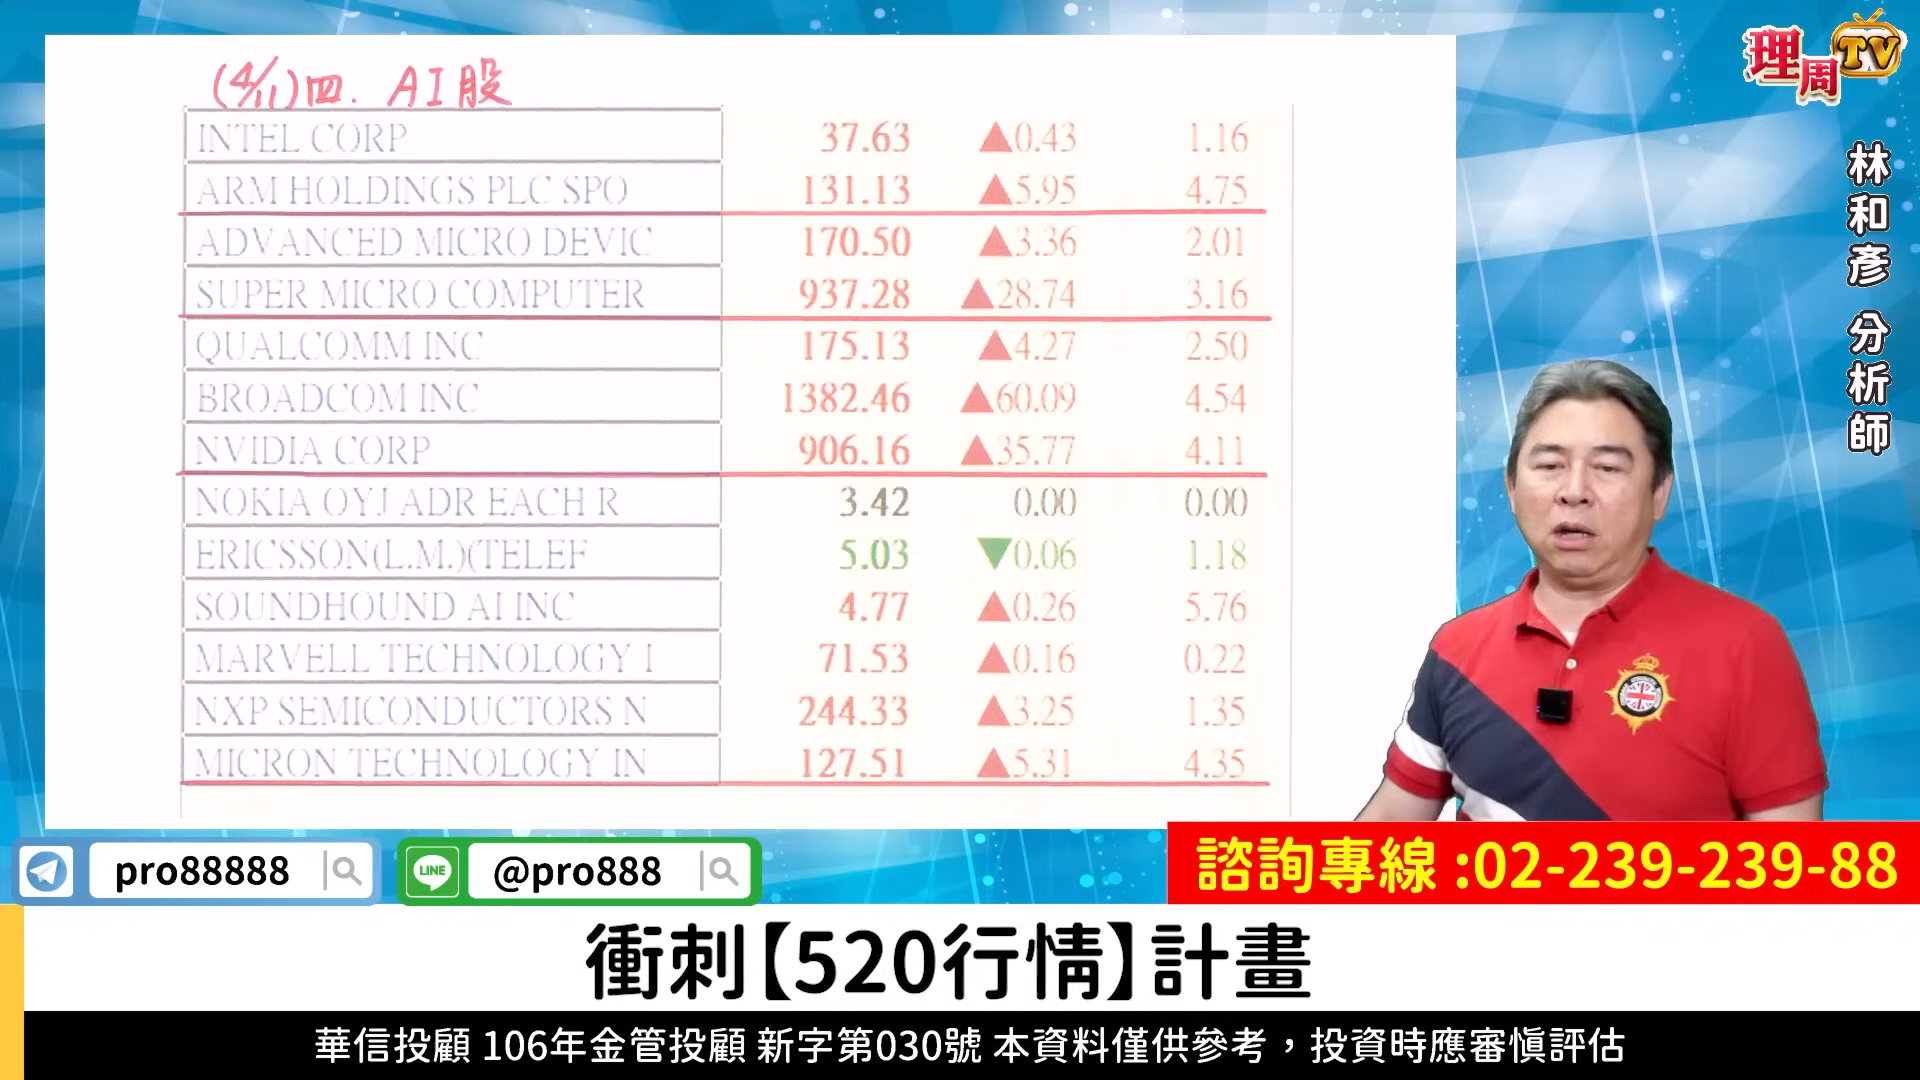 (4/11)四. AI股
INTEL CORP 37.63 ▲0.43 1.16
ARM HOLDINGS PLC SPO 131.13 ▲5.95 4.75
ADVANCED MICRO DEVIC 170.50 ▲3.36 2.01
SUPER MICRO COMPUTER 937.28 ▲28.74 3.16
QUALCOMM INC 175.13 ▲4.27 2.50
BROADCOM INC 1382.46 ▲60.09 4.54
NVIDIA CORP 906.16 ▲35.77 4.11
NOKIA OYJ ADR EACH R 3.42 0.00 0.00
ERICSSON(L.M.)(TELEF 5.03 ▼0.06 1.18
SOUNDHOUND AI INC 4.77 ▲0.26 5.76
MARVELL TECHNOLOGY I 71.53 ▲0.16 0.22
NXP SEMICONDUCTORS N 244.33 ▲3.25 1.35
MICRON TECHNOLOGY IN 127.51 ▲5.31 4.35
理周TV
林和彥 分析師
pro88888
LINE @pro888
諮詢專線 :02-239-239-88
衝刺【520行情】計畫
華信投顧 106年金管投顧 新字第030號 本資料僅供參考，投資時應審慎評估